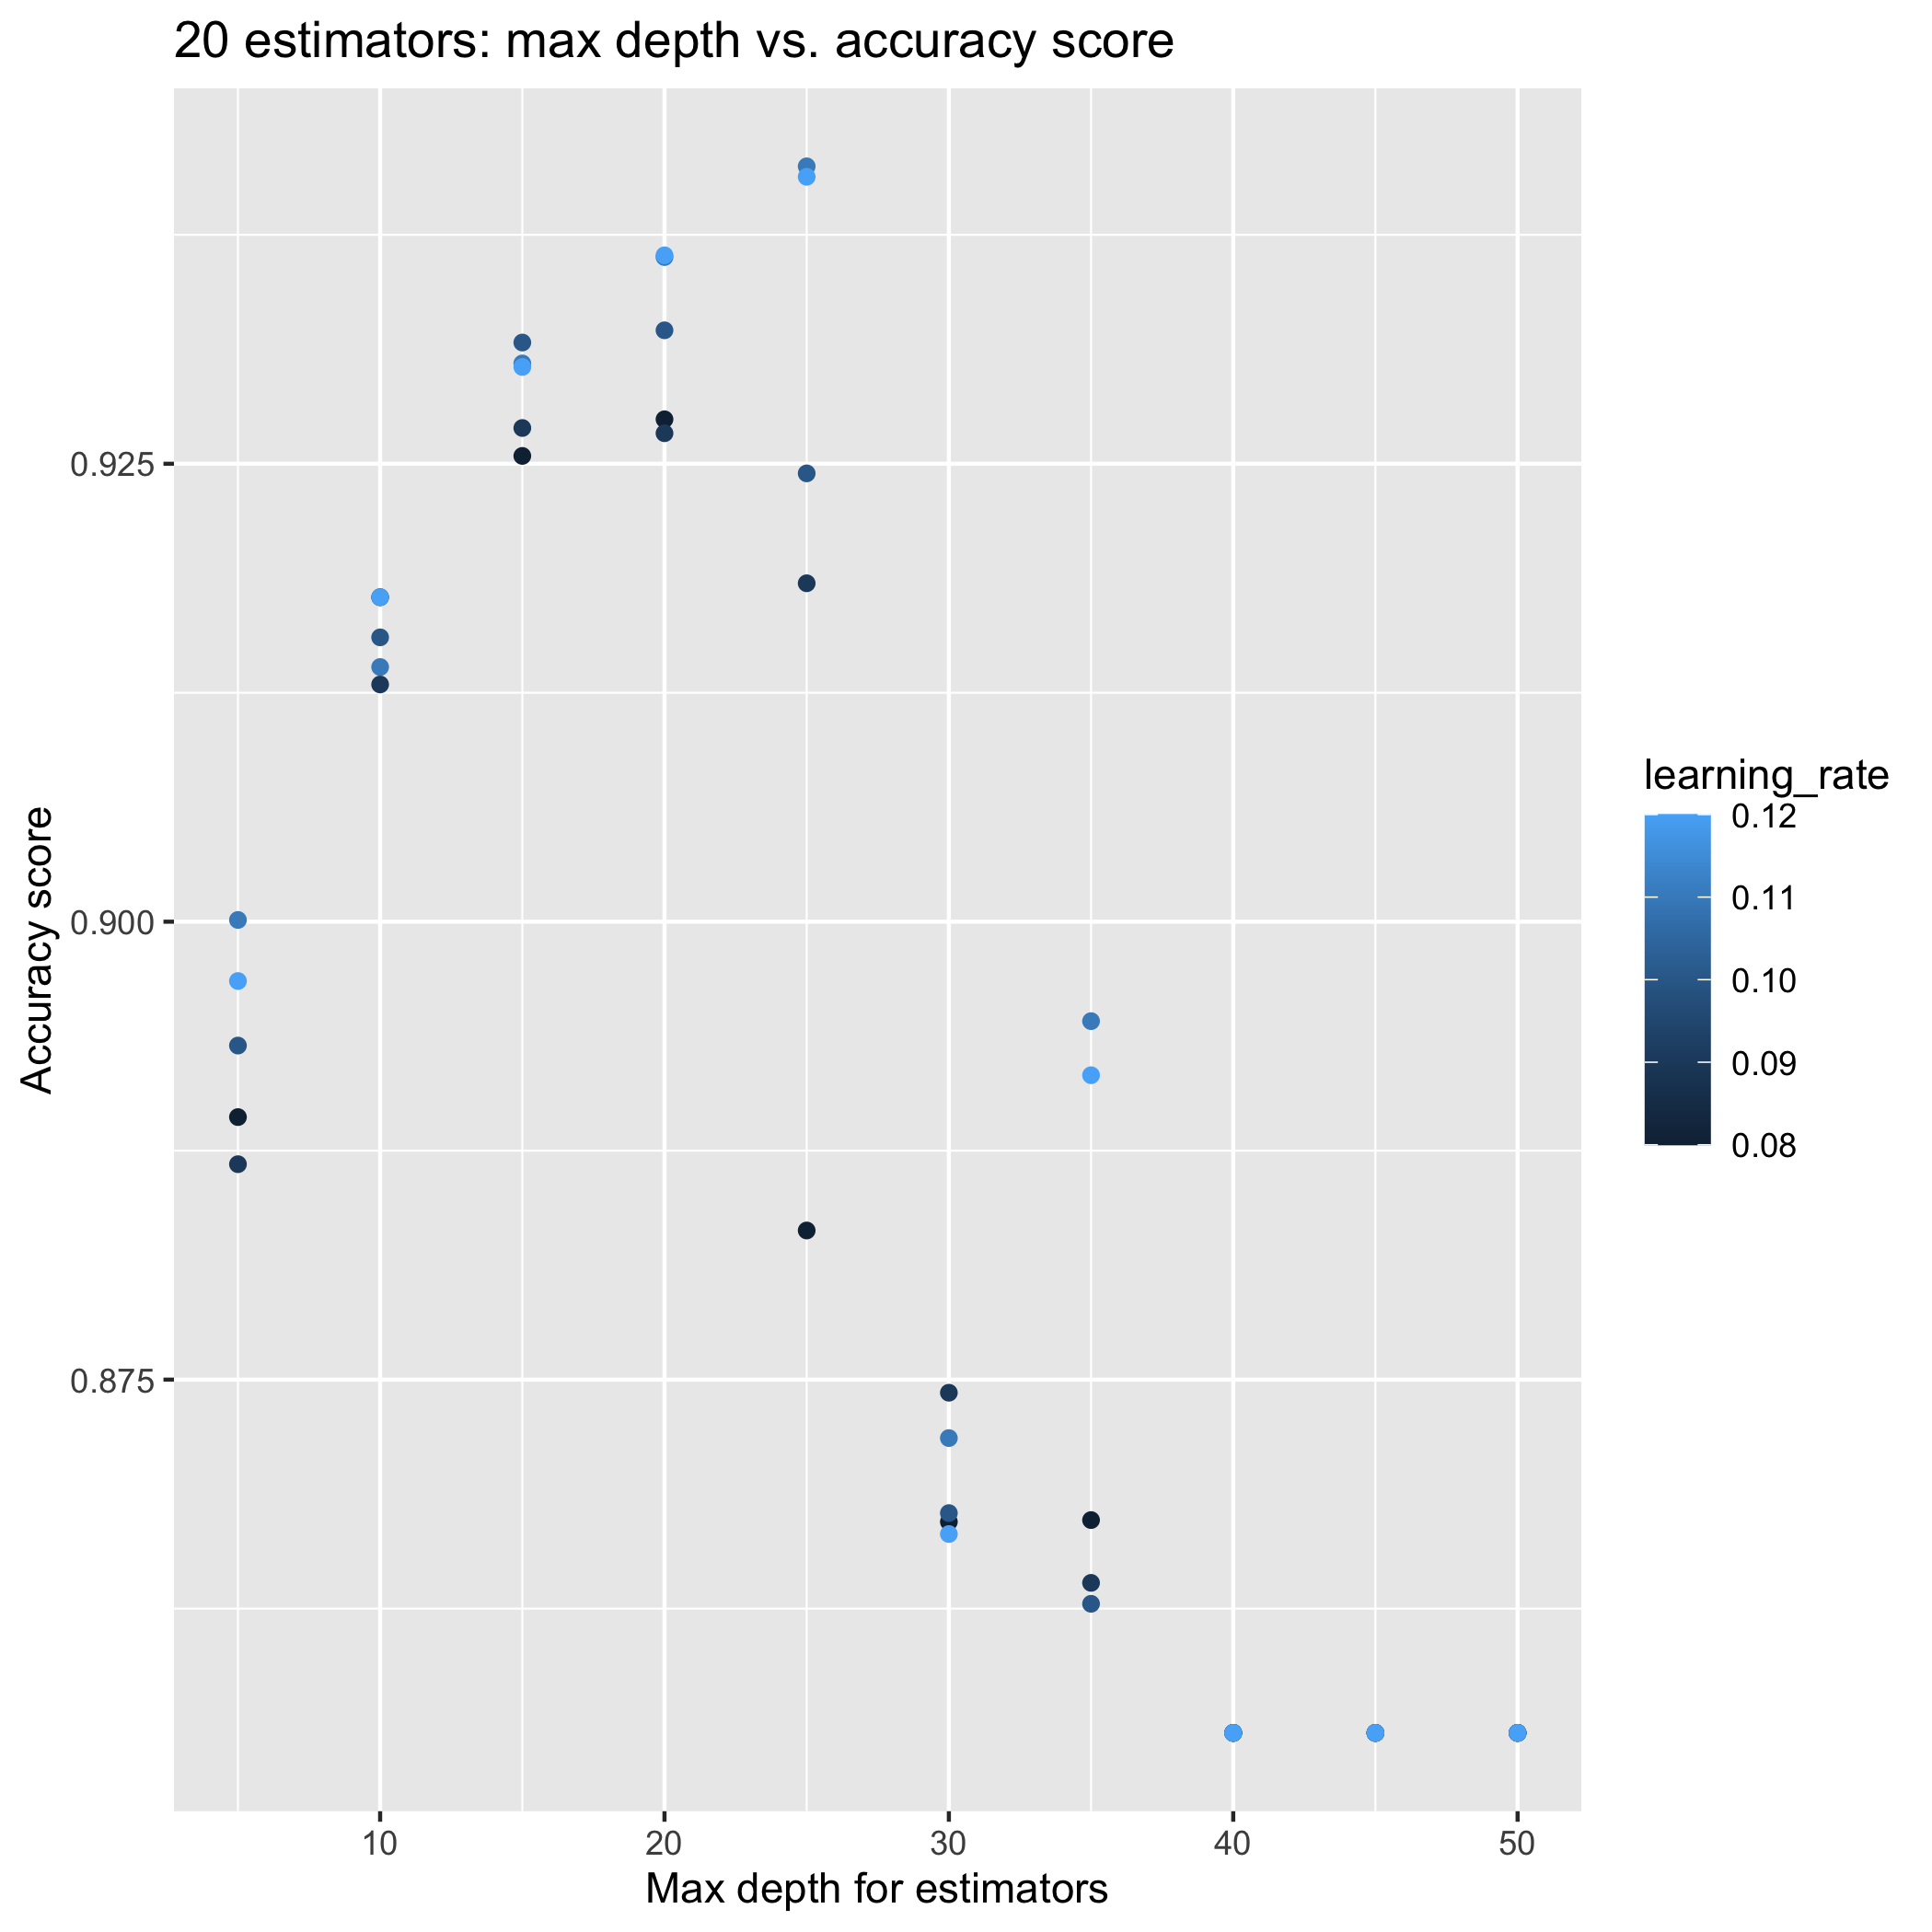 20 estimators: max depth vs. accuracy score
Accuracy score
0.925
0.900
0.875
10 20 30 40 50
Max depth for estimators
learning_rate
0.12
0.11
0.10
0.09
0.08